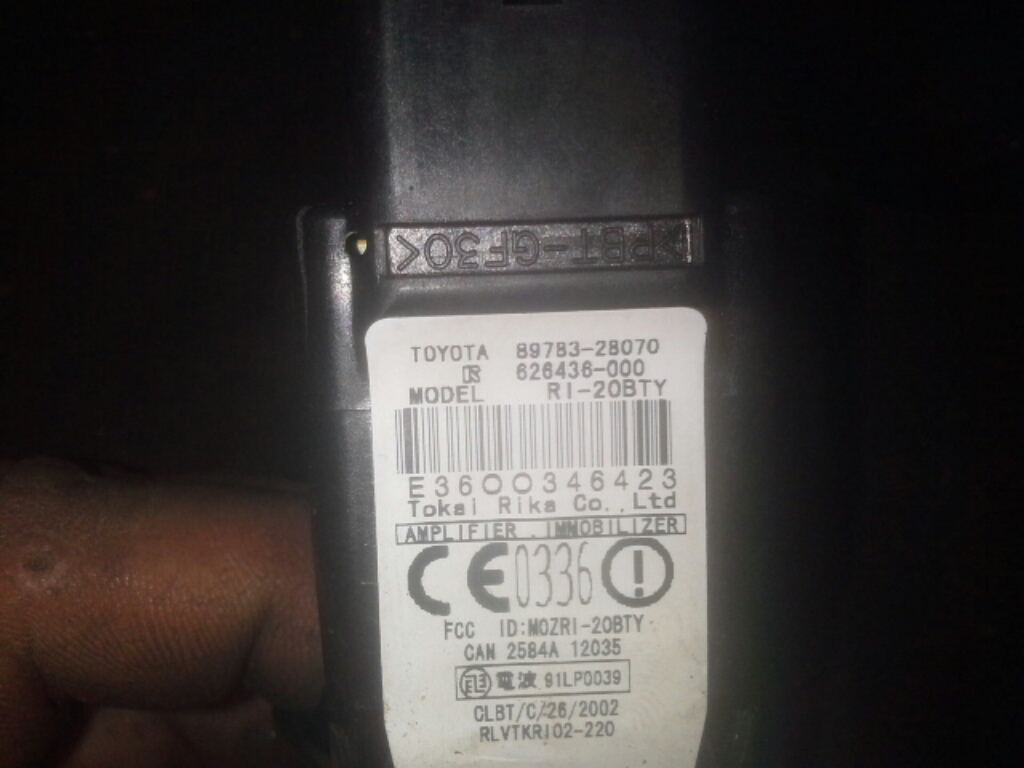 >PBT-GF30<
TOYOTA 89783-28070
626436-000
MODEL RI-20BTY
E3600346423
Tokai Rika Co.,Ltd
AMPLIFIER , IMMOBILIZER
CE0336
FCC ID:MOZRI-20BTY
CAN 2584A 12035
電波 91LP0039
CLBT/C/26/2002
RLVTKRI02-220